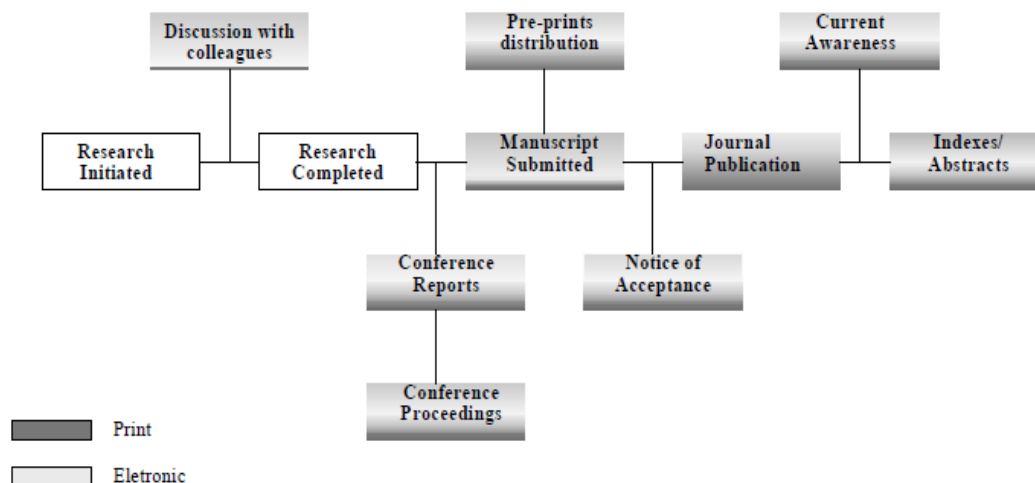 Discussion with
colleagues
Pre-prints
distribution
Current
Awareness
Research
Initiated
Research
Completed
Manuscript
Submitted
Journal
Publication
Indexes/
Abstracts
Conference
Reports
Notice of
Acceptance
Conference
Proceedings
Print
Eletronic